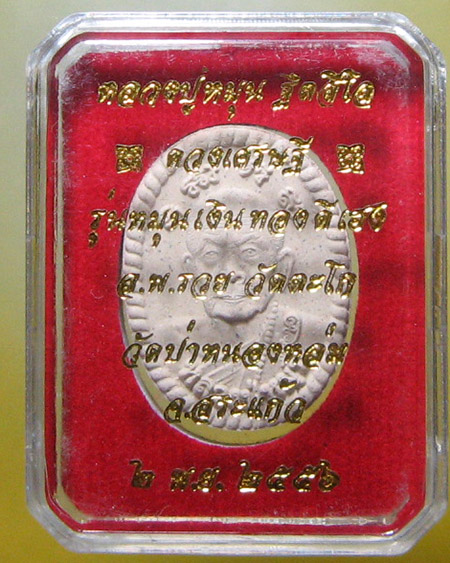 หลวงปู่หมุน ฐิตสีโล
ดวงเศรษฐี
รุ่นหมุนเงินทองดีเฮง
อ.พ.รวย วัดตะโก
วัดป่าหนองหล่ม
จ.สระแก้ว
๒ พ.ย. ๒๕๕๖